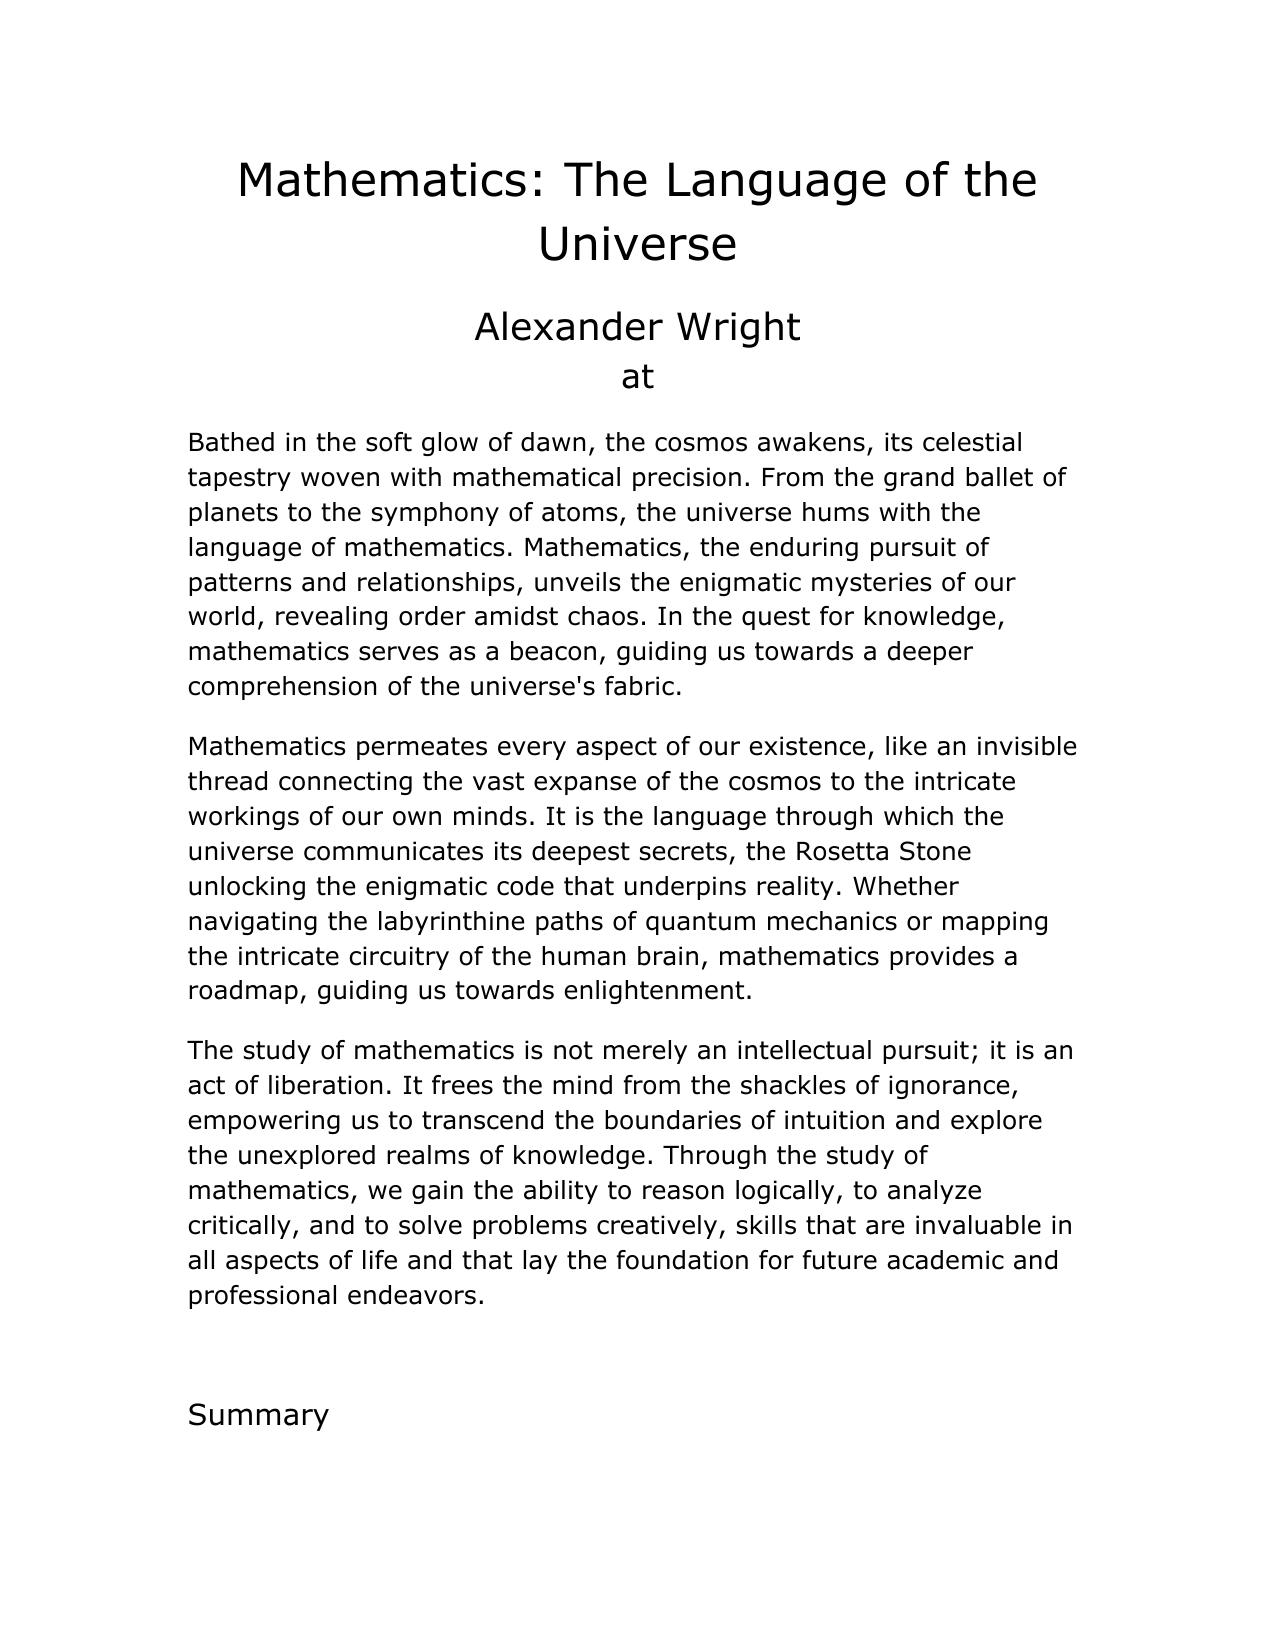 Mathematics: The Language of the
Universe
Alexander Wright
at
Bathed in the soft glow of dawn, the cosmos awakens, its celestial
tapestry woven with mathematical precision. From the grand ballet of
planets to the symphony of atoms, the universe hums with the
language of mathematics. Mathematics, the enduring pursuit of
patterns and relationships, unveils the enigmatic mysteries of our
world, revealing order amidst chaos. In the quest for knowledge,
mathematics serves as a beacon, guiding us towards a deeper
comprehension of the universe's fabric.
Mathematics permeates every aspect of our existence, like an invisible
thread connecting the vast expanse of the cosmos to the intricate
workings of our own minds. It is the language through which the
universe communicates its deepest secrets, the Rosetta Stone
unlocking the enigmatic code that underpins reality. Whether
navigating the labyrinthine paths of quantum mechanics or mapping
the intricate circuitry of the human brain, mathematics provides a
roadmap, guiding us towards enlightenment.
The study of mathematics is not merely an intellectual pursuit; it is an
act of liberation. It frees the mind from the shackles of ignorance,
empowering us to transcend the boundaries of intuition and explore
the unexplored realms of knowledge. Through the study of
mathematics, we gain the ability to reason logically, to analyze
critically, and to solve problems creatively, skills that are invaluable in
all aspects of life and that lay the foundation for future academic and
professional endeavors.
Summary